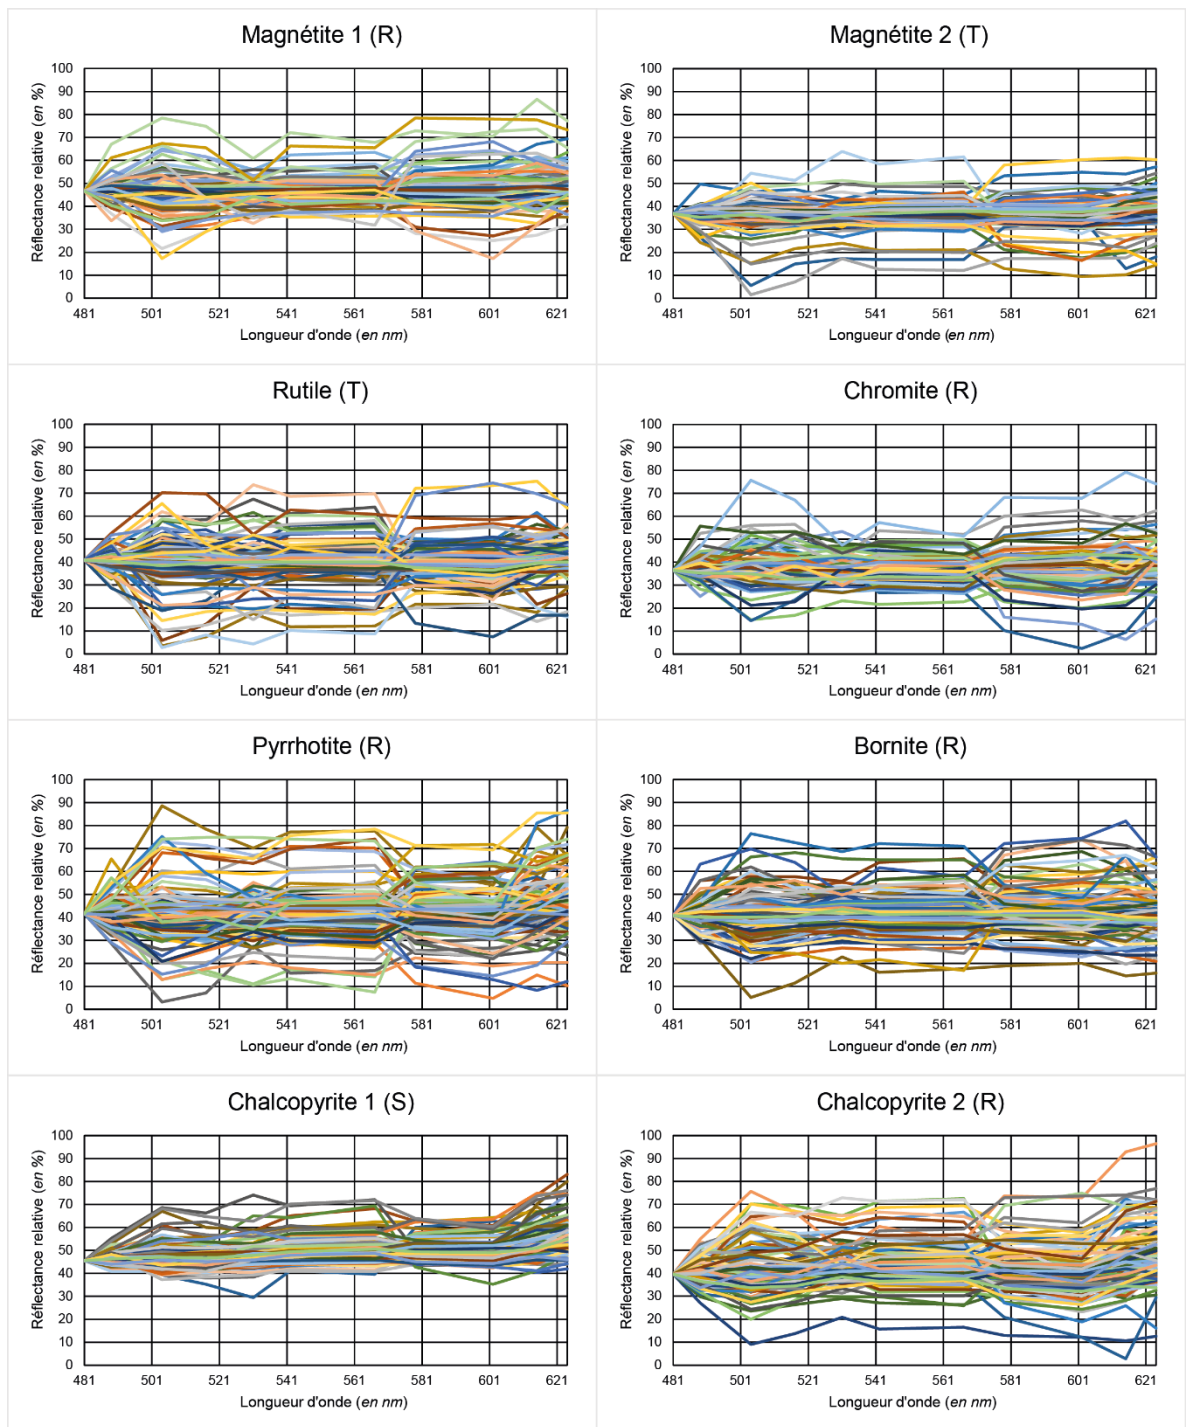 Magnétite 1 (R)
Réflectance relative (en %)
100
90
80
70
60
50
40
30
20
10
0
481 501 521 541 561 581 601 621
Longueur d'onde (en nm)
Magnétite 2 (T)
Réflectance relative (en %)
100
90
80
70
60
50
40
30
20
10
0
481 501 521 541 561 581 601 621
Longueur d'onde (en nm)
Rutile (T)
Réflectance relative (en %)
100
90
80
70
60
50
40
30
20
10
0
481 501 521 541 561 581 601 621
Longueur d'onde (en nm)
Chromite (R)
Réflectance relative (en %)
100
90
80
70
60
50
40
30
20
10
0
481 501 521 541 561 581 601 621
Longueur d'onde (en nm)
Pyrrhotite (R)
Réflectance relative (en %)
100
90
80
70
60
50
40
30
20
10
0
481 501 521 541 561 581 601 621
Longueur d'onde (en nm)
Bornite (R)
Réflectance relative (en %)
100
90
80
70
60
50
40
30
20
10
0
481 501 521 541 561 581 601 621
Longueur d'onde (en nm)
Chalcopyrite 1 (S)
Réflectance relative (en %)
100
90
80
70
60
50
40
30
20
10
0
481 501 521 541 561 581 601 621
Longueur d'onde (en nm)
Chalcopyrite 2 (R)
Réflectance relative (en %)
100
90
80
70
60
50
40
30
20
10
0
481 501 521 541 561 581 601 621
Longueur d'onde (en nm)